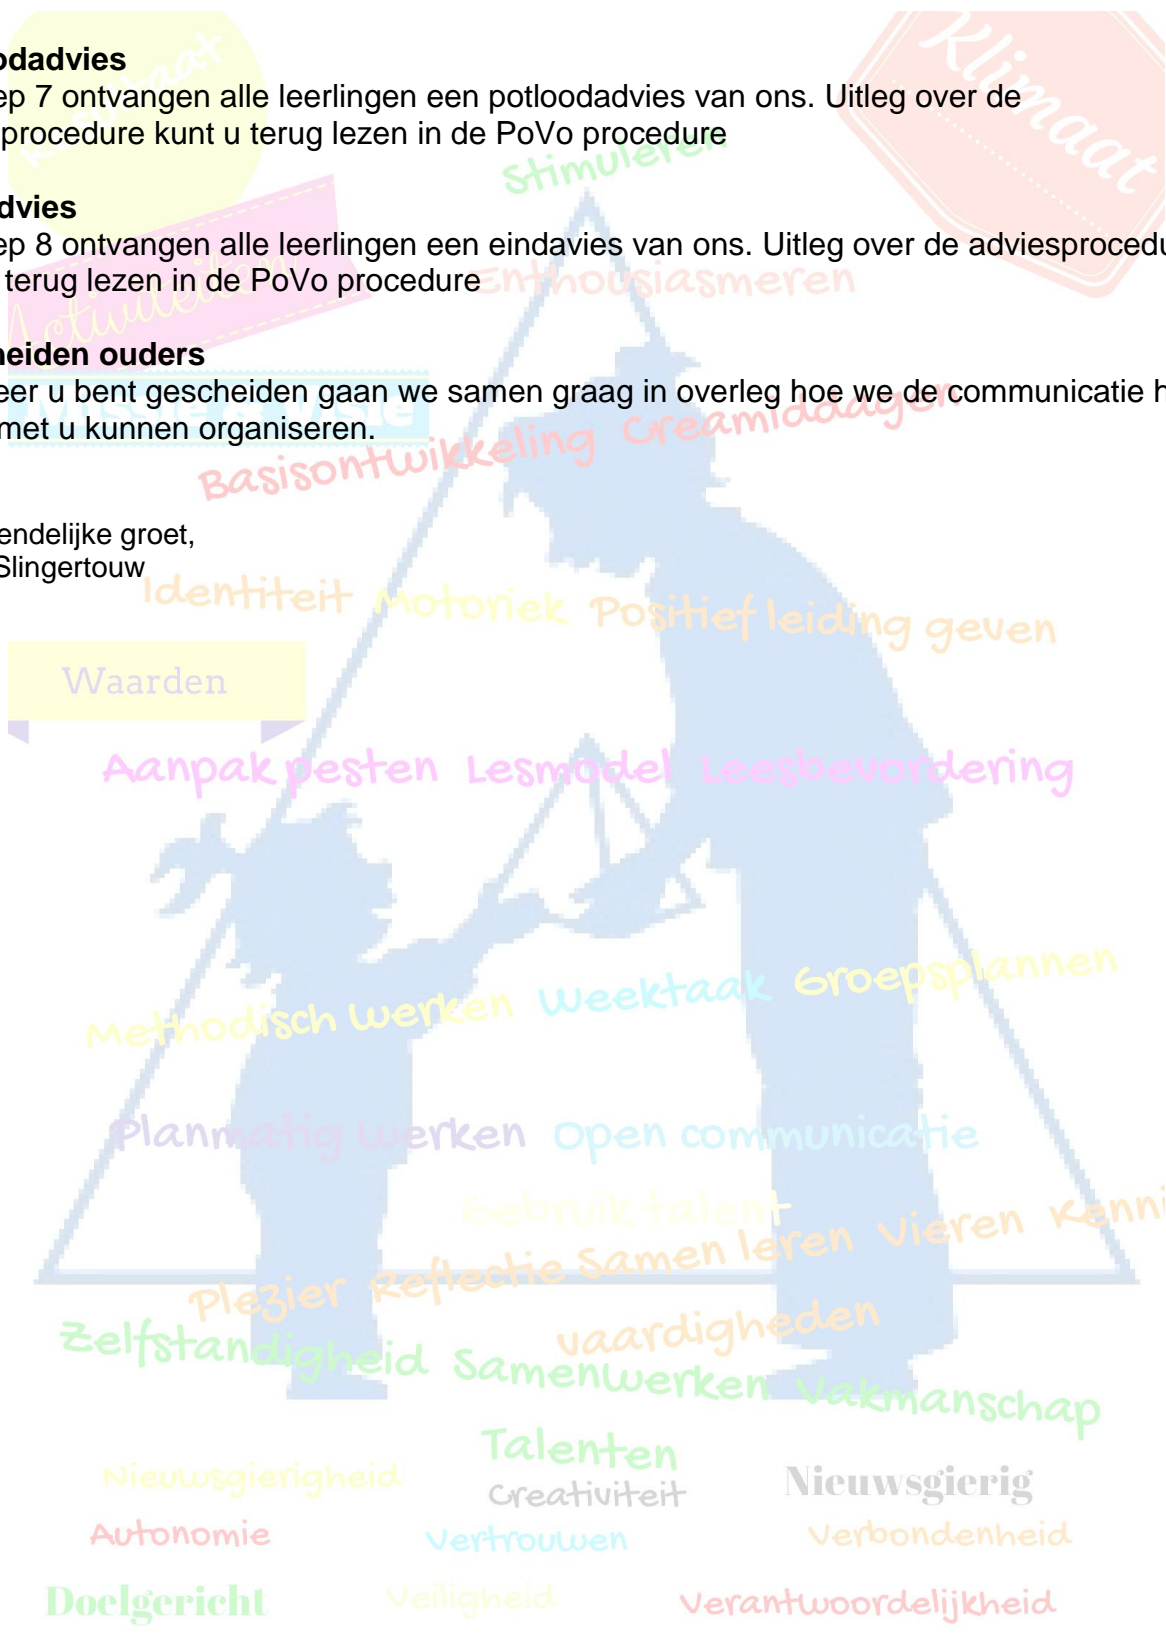 odadvies
ep 7 ontvangen alle leerlingen een potloodadvies van ons. Uitleg over de
procedure kunt u terug lezen in de PoVo procedure
dvies
ep 8 ontvangen alle leerlingen een eindavies van ons. Uitleg over de adviesprocedu
terug lezen in de PoVo procedure
heiden ouders
eer u bent gescheiden gaan we samen graag in overleg hoe we de communicatie h
met u kunnen organiseren.
endelijke groet,
Slingertouw
Klimaat
Stimuleren
Activiteiten
Enthousiasmeren
Missie & visie
Basisontwikkeling Creamiddagen
Identiteit Motoriek Positief leiding geven
Waarden
Aanpak pesten Lesmodel Leesbevordering
Methodisch werken Weektaak Groepsplannen
Planmatig werken Open communicatie
Gebruik talent
Plezier Reflectie Samen leren Vieren Kenni
vaardigheden
Zelfstandigheid Samenwerken Vakmanschap
Talenten
Nieuwsgierigheid Creativiteit Nieuwsgierig
Autonomie Vertrouwen Verbondenheid
Doelgericht Veiligheid Verantwoordelijkheid